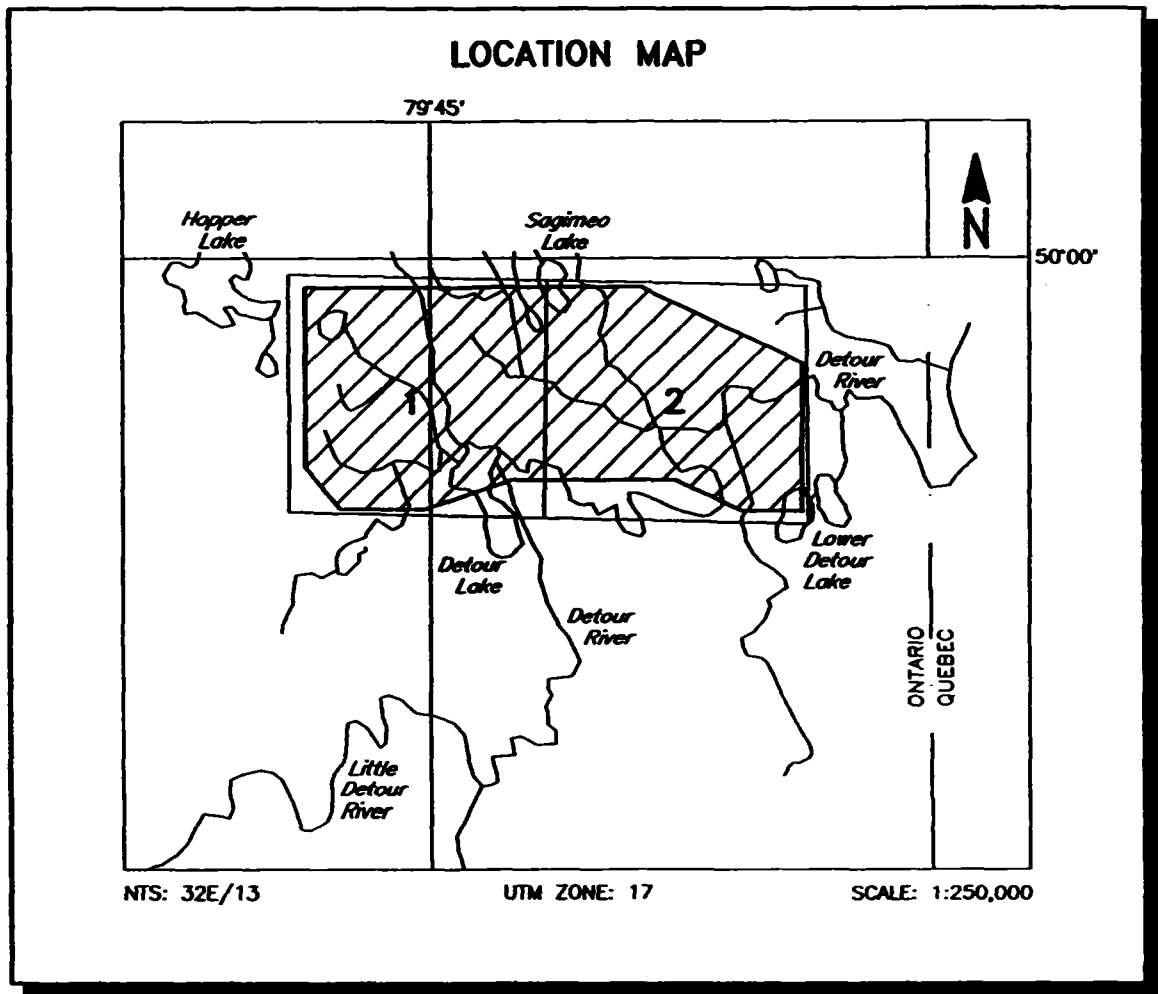 LOCATION MAP
79°45'
Hopper
Lake
Sagimeo
Lake
N
50°00'
Detour
River
1
2
Detour
Lake
Lower
Detour
Lake
Detour
River
ONTARIO
QUEBEC
Little
Detour
River
NTS: 32E/13
UTM ZONE: 17
SCALE: 1:250,000